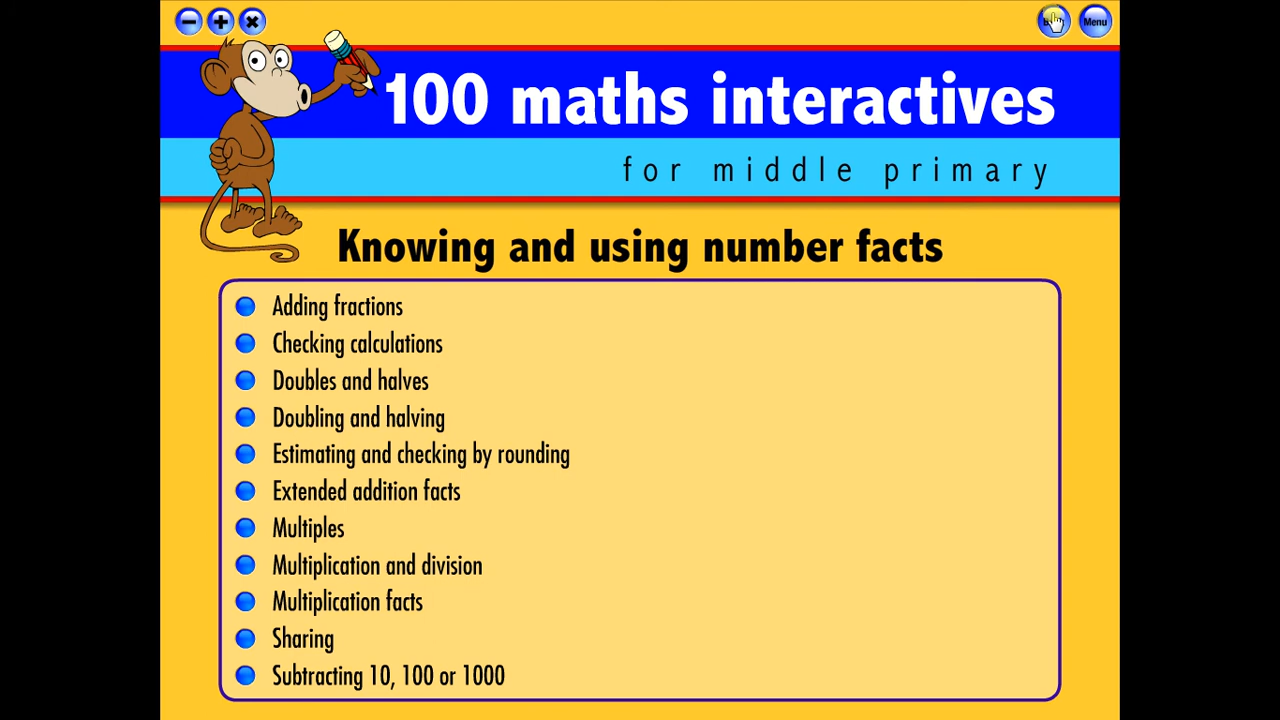 Menu
100 maths interactives
for middle primary
Knowing and using number facts
Adding fractions
Checking calculations
Doubles and halves
Doubling and halving
Estimating and checking by rounding
Extended addition facts
Multiples
Multiplication and division
Multiplication facts
Sharing
Subtracting 10, 100 or 1000